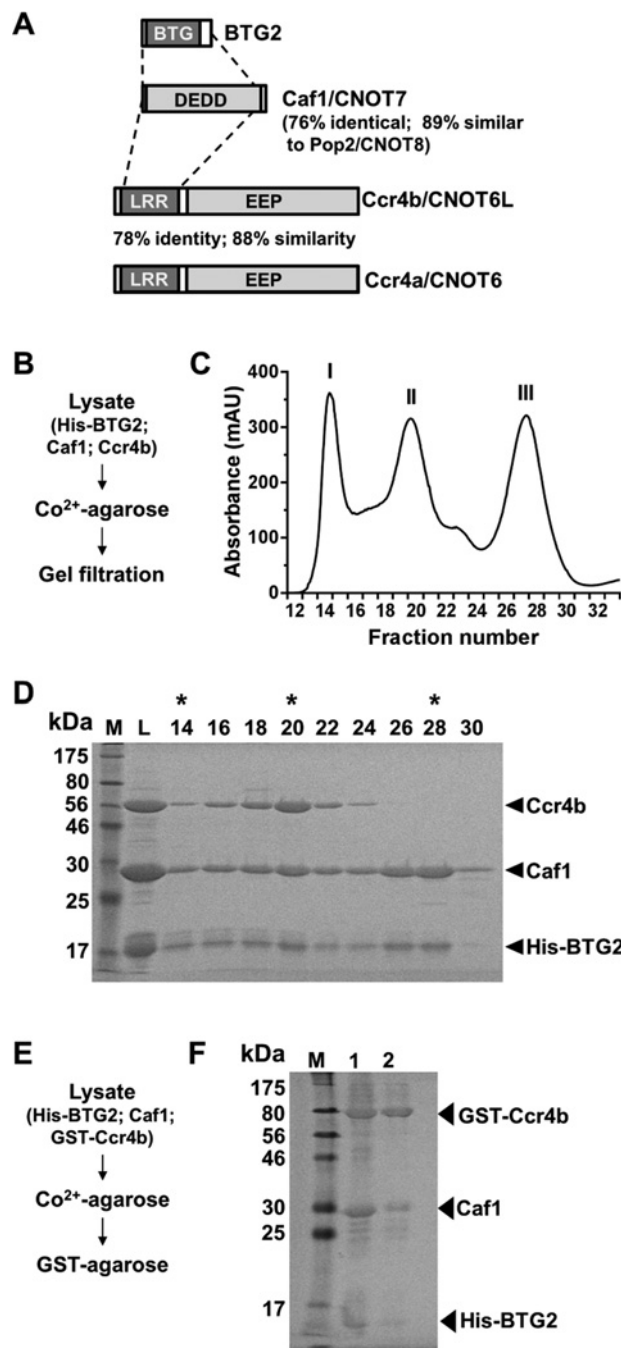 A
BTG BTG2
DEDD Caf1/CNOT7
(76% identical; 89% similar
to Pop2/CNOT8)
LRR EEP Ccr4b/CNOT6L
78% identity; 88% similarity
LRR EEP Ccr4a/CNOT6
B
Lysate
(His-BTG2;
Caf1; Ccr4b)
Co2+-agarose
Gel filtration
C
I II III
Absorbance (mAU)
400
300
200
100
0
12 14 16 18 20 22 24 26 28 30 32
Fraction number
D
* * *
kDa M L 14 16 18 20 22 24 26 28 30
175
80
56
46
30
25
17
Ccr4b
Caf1
His-BTG2
E
Lysate
(His-BTG2; Caf1;
GST-Ccr4b)
Co2+-agarose
GST-agarose
F
kDa M 1 2
175
80
56
46
30
25
17
GST-Ccr4b
Caf1
His-BTG2